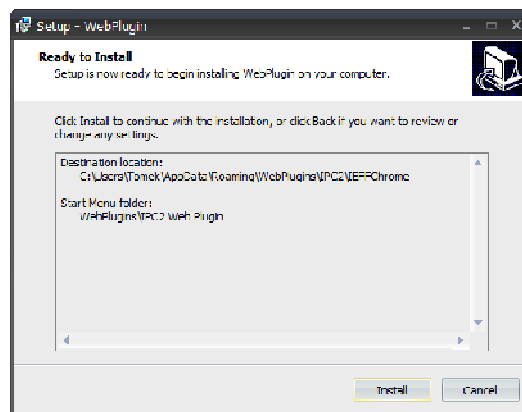 Setup - WebPlugin
Ready to Install
Setup is now ready to begin installing WebPlugin on your computer.
Click Install to continue with the installation, or click Back if you want to review or
change any settings.
Destination location:
C:\Users\Tomek\AppData\Roaming\WebPlugins\IPC2\IEFFChrome
Start Menu folder:
WebPlugins\IPC2 Web Plugin
Install
Cancel